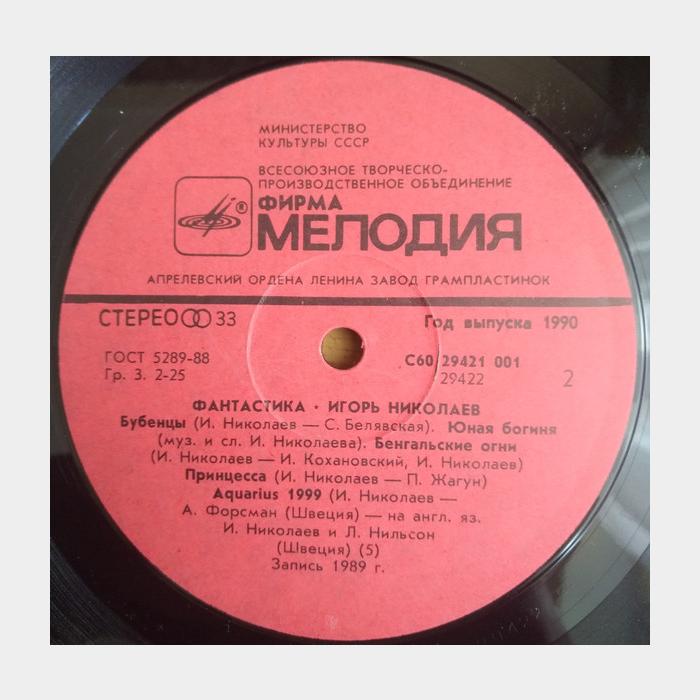 МИНИСТЕРСТВО
КУЛЬТУРЫ СССР
ВСЕСОЮЗНОЕ ТВОРЧЕСКО-
ПРОИЗВОДСТВЕННОЕ ОБЪЕДИНЕНИЕ
®
ФИРМА
МЕЛОДИЯ
АПРЕЛЕВСКИЙ ОРДЕНА ЛЕНИНА ЗАВОД ГРАМПЛАСТИНОК
СТЕРЕО 33 Год выпуска 1990
ГОСТ 5289-88 С60 29421 001
Гр. 3. 2-25 29422 2
ФАНТАСТИКА · ИГОРЬ НИКОЛАЕВ
Бубенцы (И. Николаев — С. Белявская). Юная богиня
(муз. и сл. И. Николаева). Бенгальские огни
(И. Николаев — И. Кохановский, И. Николаев)
Принцесса (И. Николаев — П. Жагун)
Aquarius 1999 (И. Николаев —
А. Форсман (Швеция) — на англ. яз.
И. Николаев и Л. Нильсон
(Швеция) (5)
Запись 1989 г.